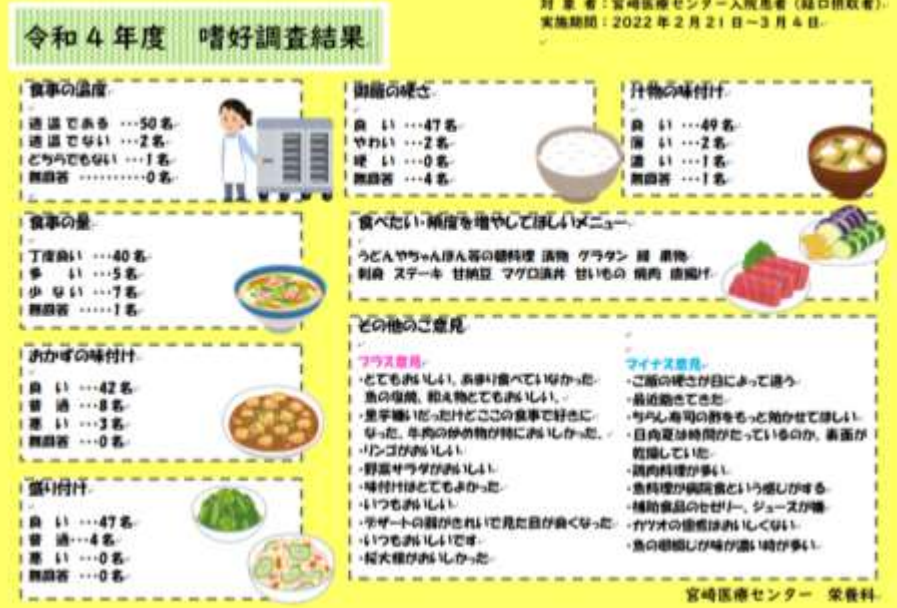 対象者：宮崎医療センター入院患者（経口摂取者）
実施期間：2022年2月21日～3月4日
令和4年度 嗜好調査結果
食事の温度
適温である …50名
適温でない …2名
どちらでもない …1名
無回答 ………0名
御飯の硬さ
良い …47名
やわい …2名
硬い …0名
無回答 …4名
汁物の味付け
良い …49名
薄い …2名
濃い …1名
無回答 …1名
食事の量
丁度良い …40名
多い …5名
少ない …7名
無回答 ……1名
食べたい・頻度を増やしてほしいメニュー
うどんやちゃんぽん等の麺料理 漬物 グラタン 果物
刺身 ステーキ 甘納豆 マグロ漬丼 甘いもの 焼肉 唐揚げ
おかずの味付け
良い …42名
普通 …8名
悪い …3名
無回答 …0名
盛り付け
良い …47名
普通…4名
悪い …0名
無回答 …0名
その他のご意見
プラス意見
・とてもおいしい、あまり食べていなかった
魚の塩焼、和え物とてもおいしい、
・里芋嫌いだったけどここの食事で好きに
なった、牛肉の炒め物が特においしかった、
・リンゴがおいしい
・野菜サラダがおいしい
・味付けはとてもよかった
・いつもおいしい
・デザートの器がきれいで見た目が良くなった
・いつもおいしいです
・桜大根がおいしかった
マイナス意見
・ご飯の硬さが日によって違う
・最近飽きてきた
・ちらし寿司の酢をもっと効かせてほしい
・日向夏は時間がたっているのか、表面が
乾燥していた
・鶏肉料理が多い
・魚料理が病院食という感じがする
・補助食品のゼリー、ジュースが嫌
・カツオの はおいしくない
・魚の が味が濃い時が多い
宮崎医療センター 栄養科